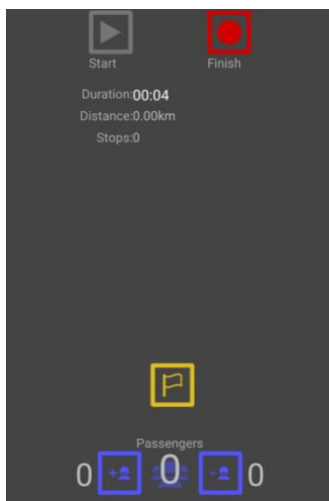 Start Finish
Duration:00:04
Distance:0.00km
Stops:0
Passengers
0 + 0 - 0